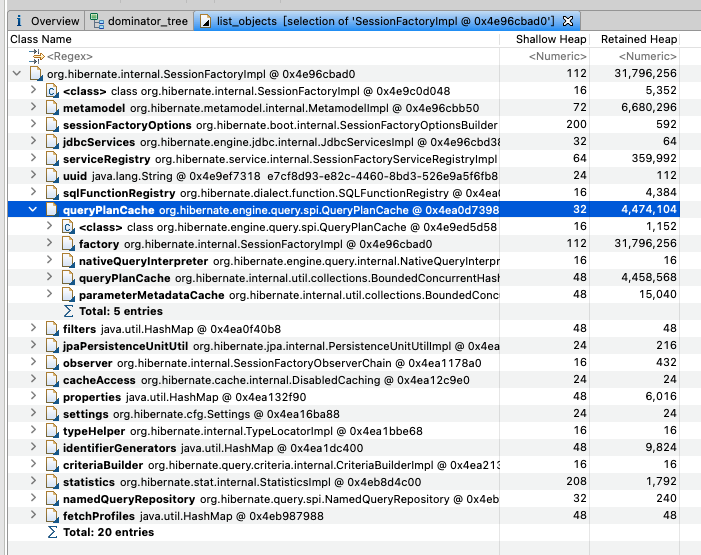 Overview dominator_tree list_objects [selection of 'SessionFactoryImpl @ 0x4e96cbad0']
Class Name Shallow Heap Retained Heap
<Regex> <Numeric> <Numeric>
org.hibernate.internal.SessionFactoryImpl @ 0x4e96cbad0 112 31,796,256
<class> class org.hibernate.internal.SessionFactoryImpl @ 0x4e9c0d048 16 5,352
metamodel org.hibernate.metamodel.internal.MetamodelImpl @ 0x4e96cbb50 72 6,680,296
sessionFactoryOptions org.hibernate.boot.internal.SessionFactoryOptionsBuilder 200 592
jdbcServices org.hibernate.engine.jdbc.internal.JdbcServicesImpl @ 0x4e96cbd38 32 64
serviceRegistry org.hibernate.service.internal.SessionFactoryServiceRegistryImpl 64 359,992
uuid java.lang.String @ 0x4e9ef7318 e7cf8d93-e82c-4460-8bd3-526e9a5f6fb8 24 112
sqlFunctionRegistry org.hibernate.dialect.function.SQLFunctionRegistry @ 0x4ea0 16 4,384
queryPlanCache org.hibernate.engine.query.spi.QueryPlanCache @ 0x4ea0d7398 32 4,474,104
<class> class org.hibernate.engine.query.spi.QueryPlanCache @ 0x4e9ed5d58 16 1,152
factory org.hibernate.internal.SessionFactoryImpl @ 0x4e96cbad0 112 31,796,256
nativeQueryInterpreter org.hibernate.engine.query.internal.NativeQueryInterpr 16 16
queryPlanCache org.hibernate.internal.util.collections.BoundedConcurrentHas 48 4,458,568
parameterMetadataCache org.hibernate.internal.util.collections.BoundedConc 48 15,040
Total: 5 entries
filters java.util.HashMap @ 0x4ea0f40b8 48 48
jpaPersistenceUnitUtil org.hibernate.jpa.internal.PersistenceUnitUtilImpl @ 0x4 24 216
observer org.hibernate.internal.SessionFactoryObserverChain @ 0x4ea1178a0 16 432
cacheAccess org.hibernate.cache.internal.DisabledCaching @ 0x4ea12c9e0 24 24
properties java.util.HashMap @ 0x4ea132f90 48 6,016
settings org.hibernate.cfg.Settings @ 0x4ea16ba88 24 24
typeHelper org.hibernate.internal.TypeLocatorImpl @ 0x4ea1bbe68 16 16
identifierGenerators java.util.HashMap @ 0x4ea1dc400 48 9,824
criteriaBuilder org.hibernate.query.criteria.internal.CriteriaBuilderImpl @ 0x4ea213 16 16
statistics org.hibernate.stat.internal.StatisticsImpl @ 0x4eb8d4c00 208 1,792
namedQueryRepository org.hibernate.query.spi.NamedQueryRepository @ 0x4eb 32 240
fetchProfiles java.util.HashMap @ 0x4eb987988 48 48
Total: 20 entries